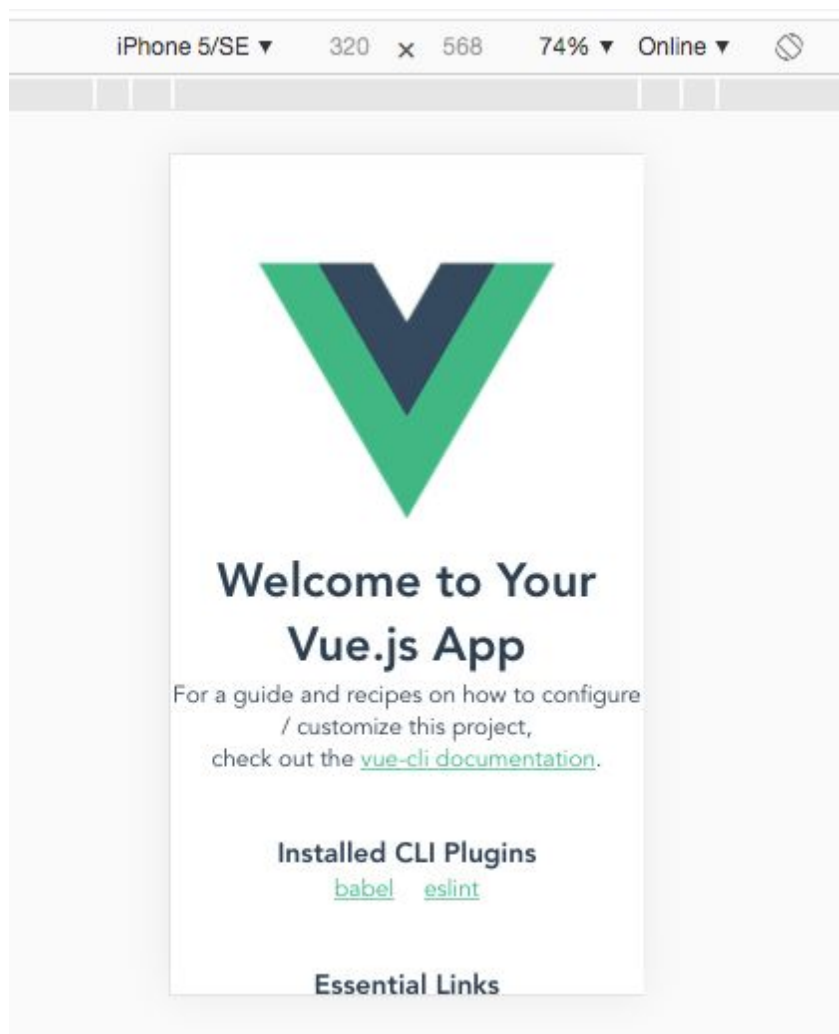 iPhone 5/SE ▼ 320 × 568 74% ▼ Online ▼
Welcome to Your
Vue.js App
For a guide and recipes on how to configure
/ customize this project,
check out the vue-cli documentation.
Installed CLI Plugins
babel eslint
Essential Links